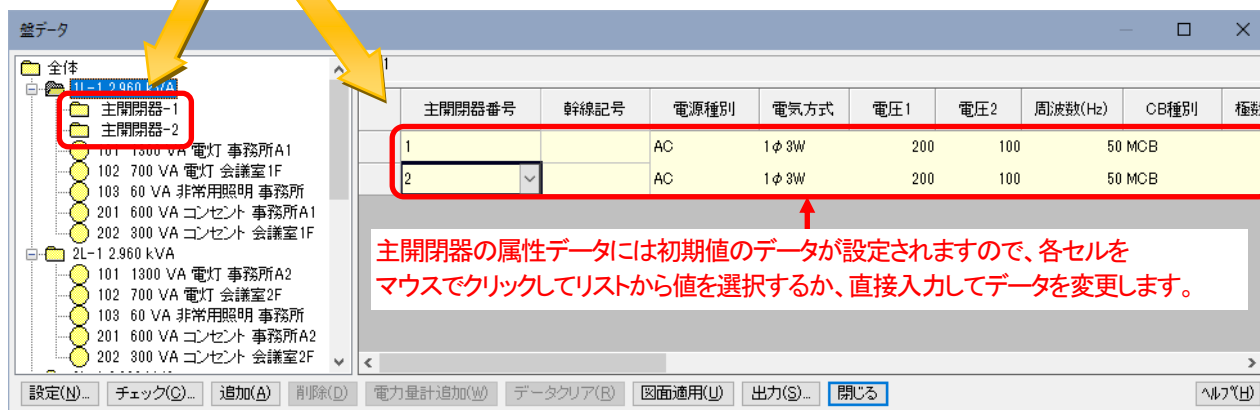 盤データ
全体
1L-1 2.960 kVA
主開閉器-1
主開閉器-2
101 1300 VA 電灯 事務所A1
102 700 VA 電灯 会議室1F
103 60 VA 非常用照明 事務所
201 600 VA コンセント 事務所A1
202 300 VA コンセント 会議室1F
2L-1 2.960 kVA
101 1300 VA 電灯 事務所A2
102 700 VA 電灯 会議室2F
103 60 VA 非常用照明 事務所
201 600 VA コンセント 事務所A2
202 300 VA コンセント 会議室2F
主開閉器番号 幹線記号 電源種別 電気方式 電圧1 電圧2 周波数(Hz) CB種別 極数
1 AC 1φ3W 200 100 50 MCB
2 AC 1φ3W 200 100 50 MCB
主開閉器の属性データには初期値のデータが設定されますので、各セルを
マウスでクリックしてリストから値を選択するか、直接入力してデータを変更します。
設定(N)... チェック(C)... 追加(A) 削除(D) 電力量計追加(W) データクリア(R) 図面適用(U) 出力(S)... 閉じる ヘルプ(H)